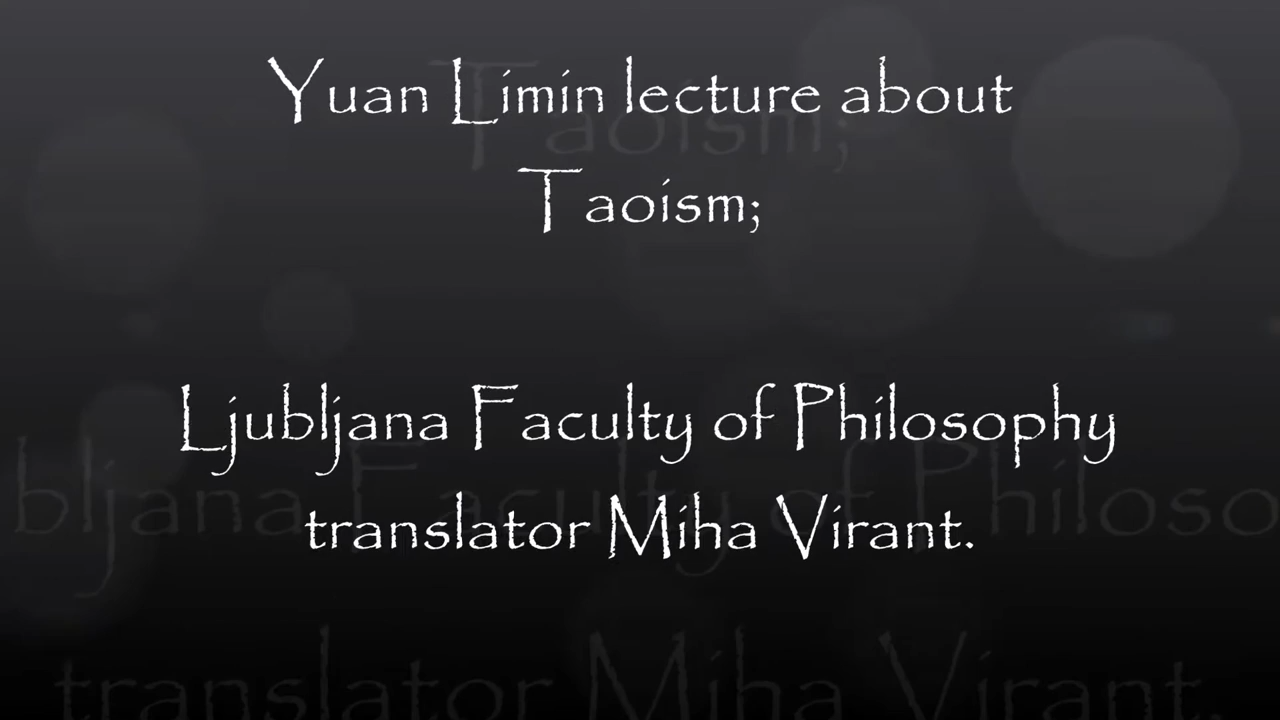 Yuan Limin lecture about
Taoism;
Ljubljana Faculty of Philosophy
translator Miha Virant.